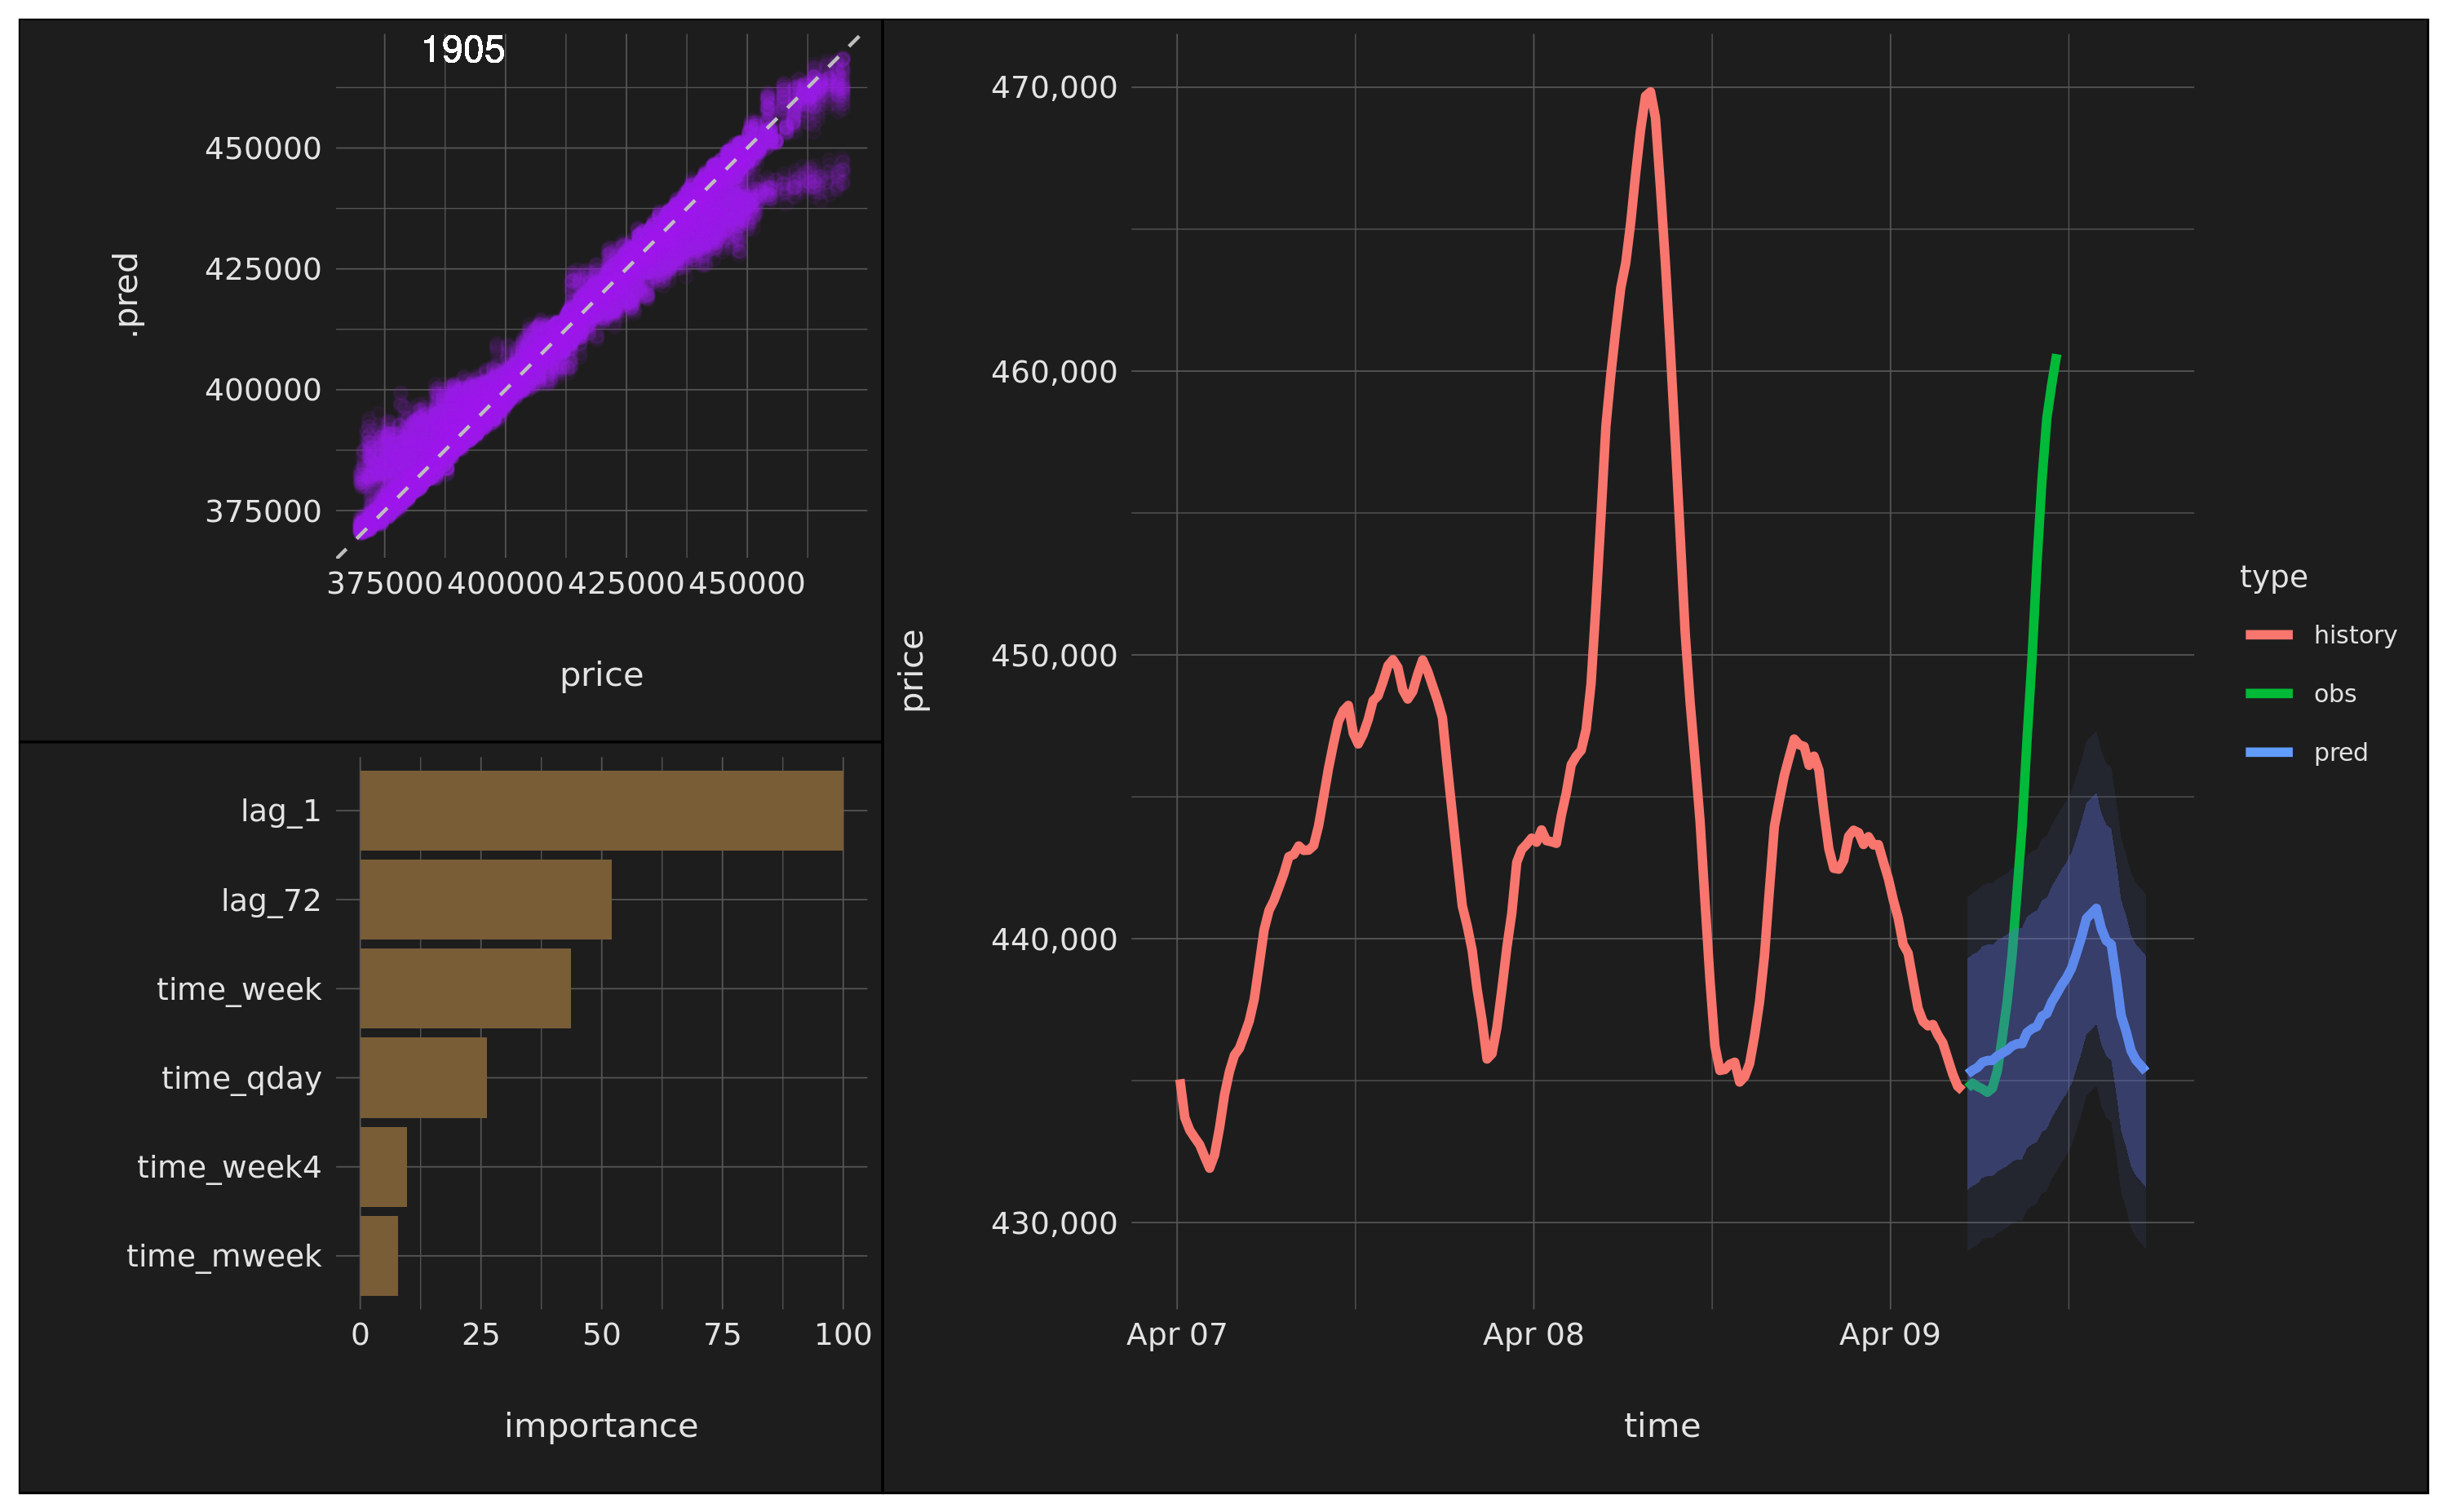 1905
.pred
450000
425000
400000
375000
375000 400000 425000 450000
price
lag_1
lag_72
time_week
time_qday
time_week4
time_mweek
0 25 50 75 100
importance
price
470,000
460,000
450,000
440,000
430,000
Apr 07 Apr 08 Apr 09
time
type
history
obs
pred